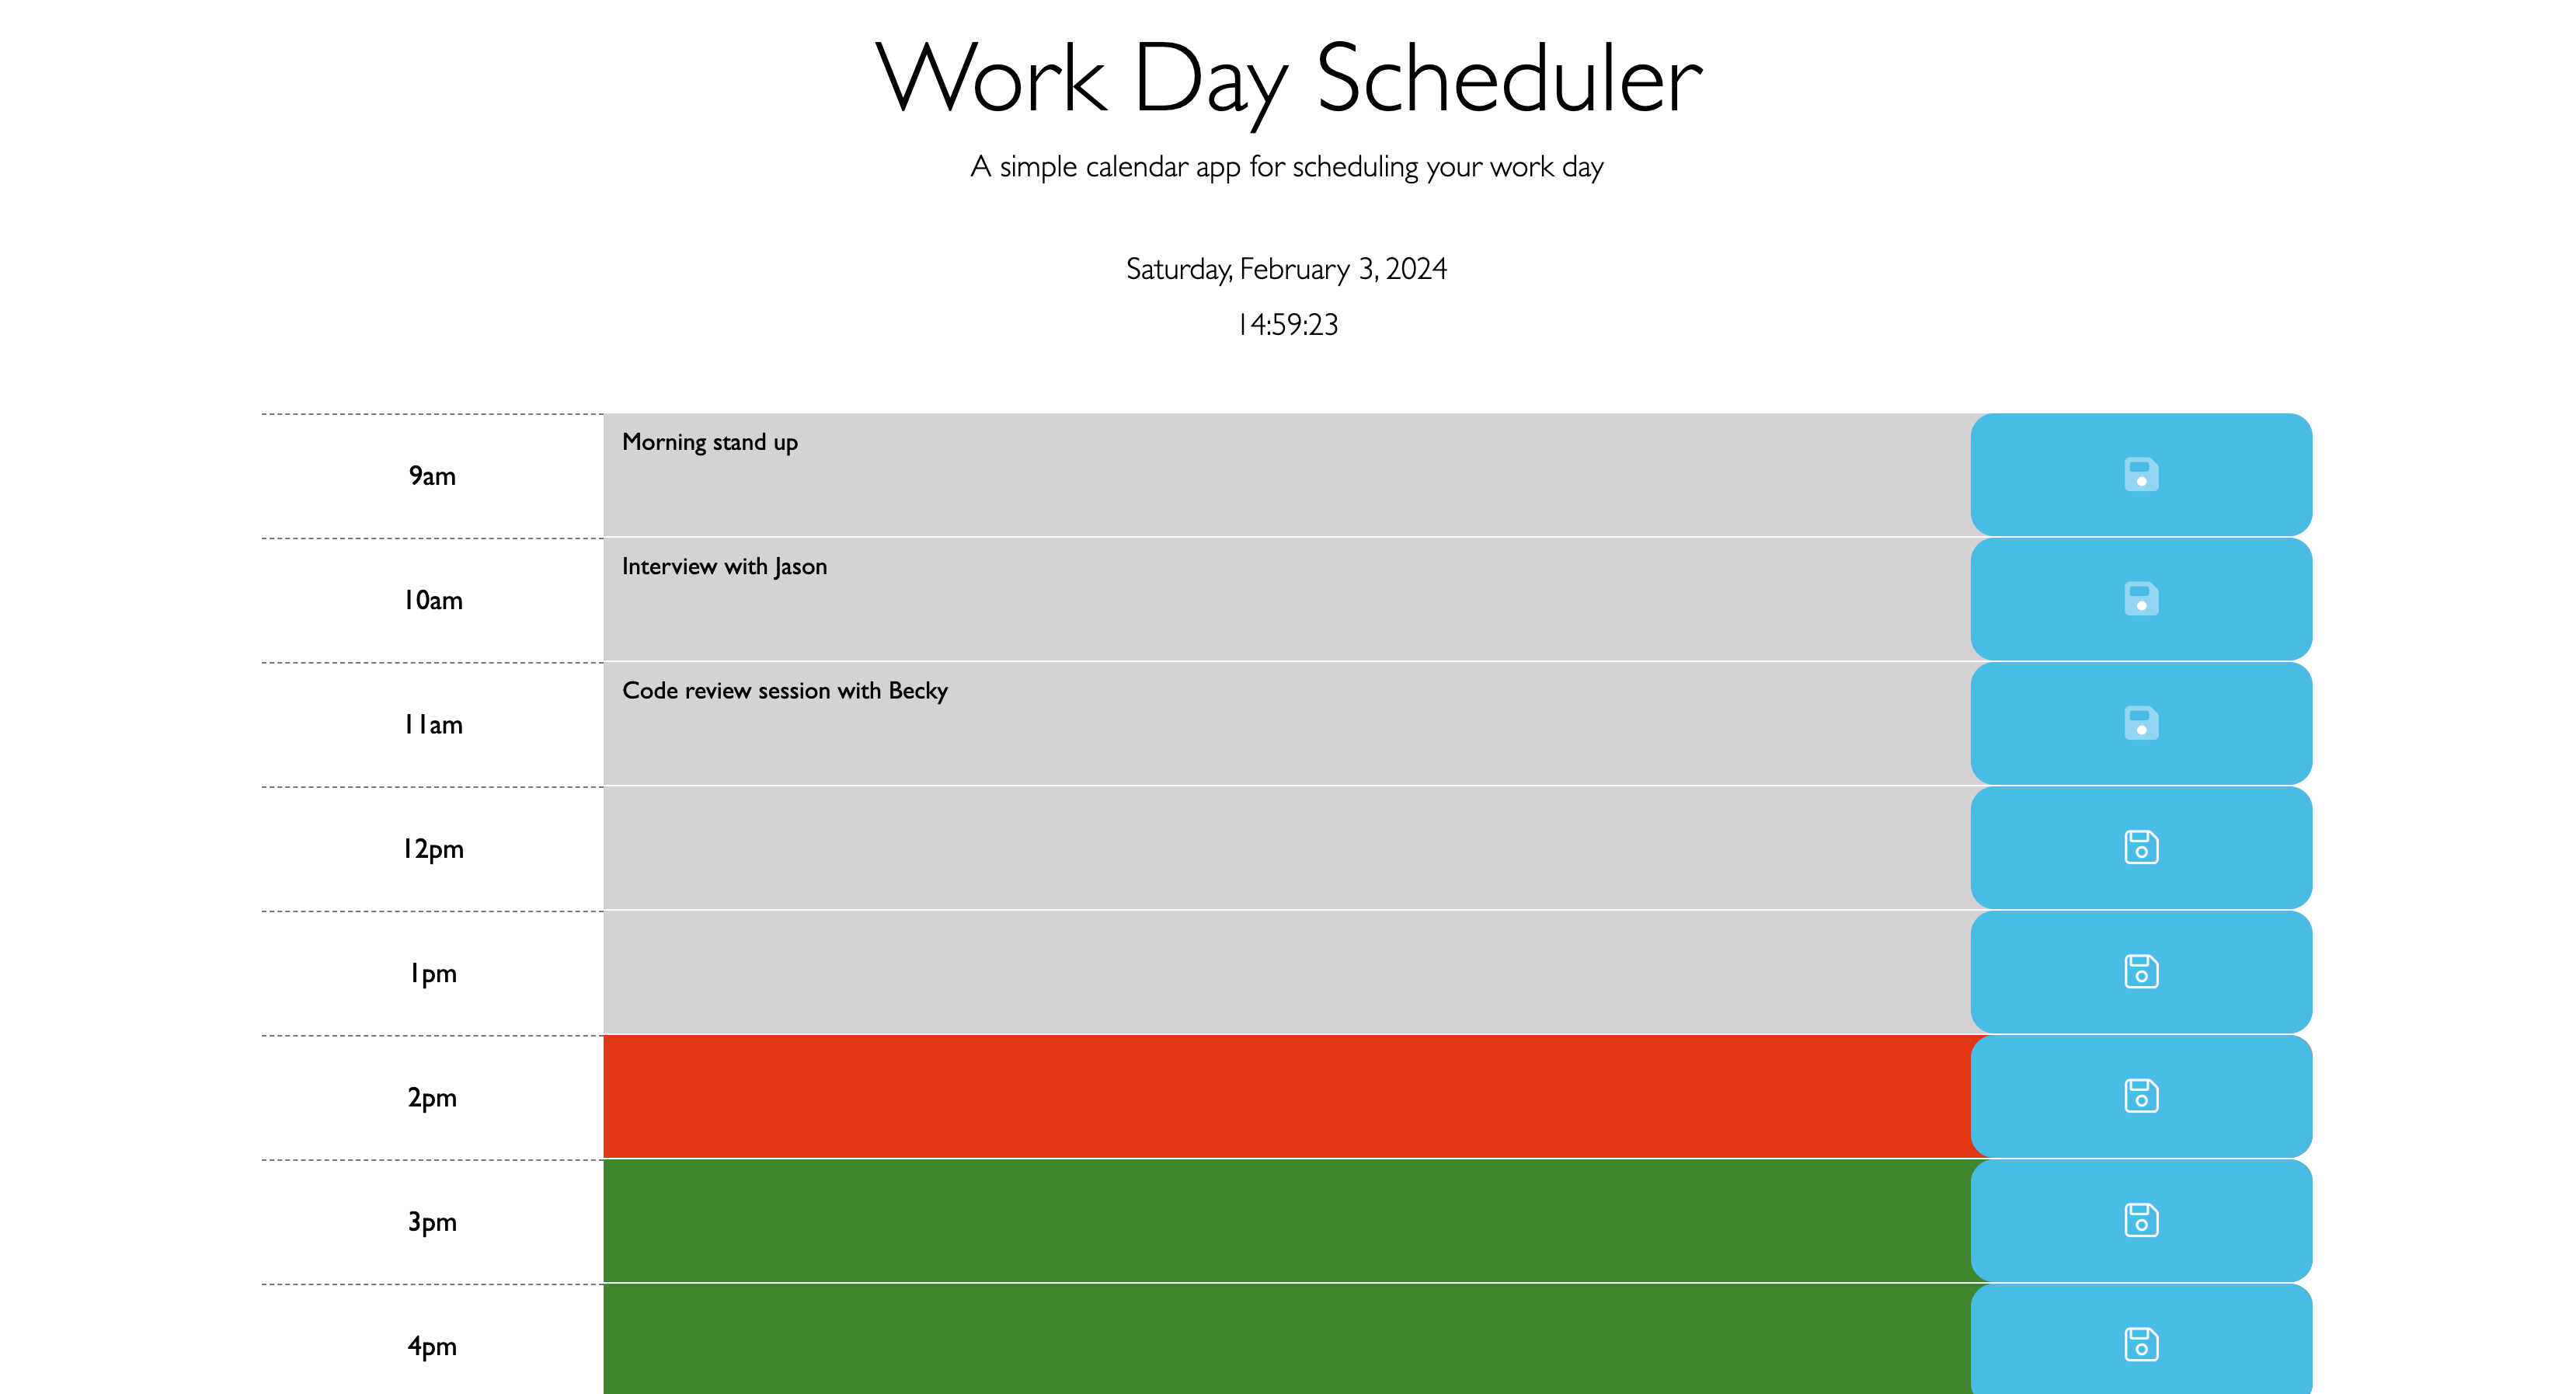 Work Day Scheduler
A simple calendar app for scheduling your work day
Saturday, February 3, 2024
14:59:23
9am Morning stand up
10am Interview with Jason
11am Code review session with Becky
12pm
1pm
2pm
3pm
4pm